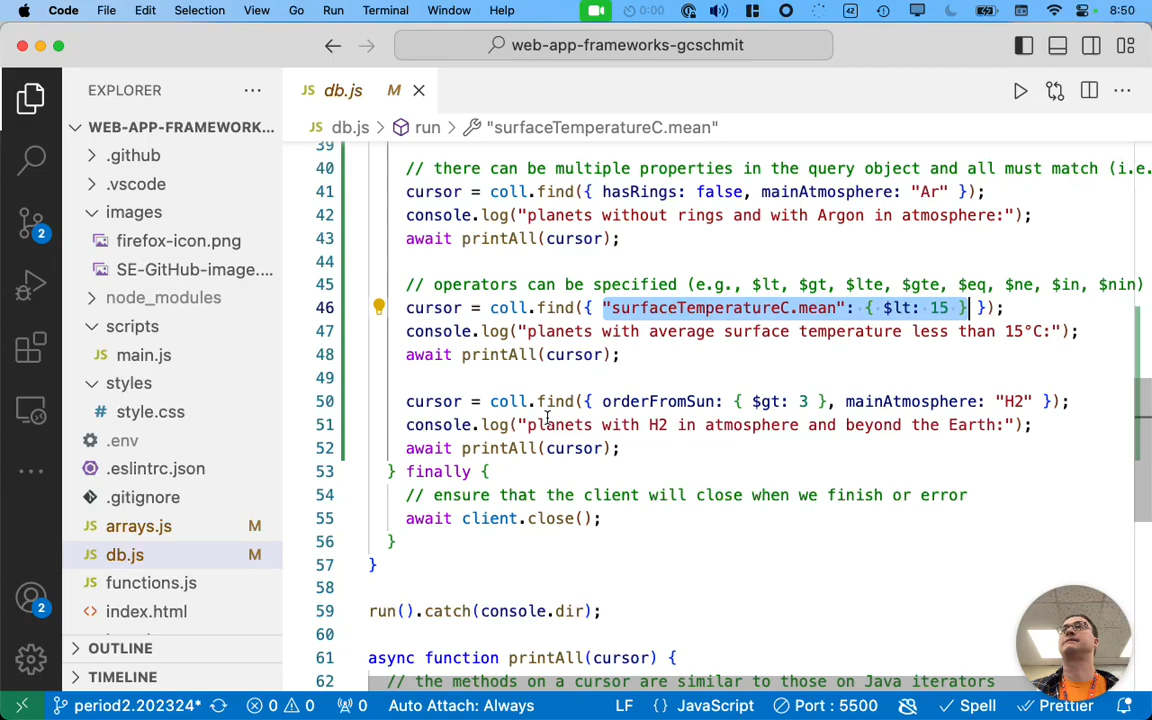 Code File Edit Selection View Go Run Terminal Window Help 0:00 42 8:50
web-app-frameworks-gcschmit
EXPLORER
JS db.js M
WEB-APP-FRAMEWORK...
JS db.js > run > "surfaceTemperatureC.mean"
.github
.vscode
images
firefox-icon.png
SE-GitHub-image....
node_modules
scripts
JS main.js
styles
# style.css
.env
.eslintrc.json
.gitignore
JS arrays.js M
JS db.js M
JS functions.js
<> index.html
OUTLINE
TIMELINE
39
40 // there can be multiple properties in the query object and all must match (i.e.
41 cursor = coll.find({ hasRings: false, mainAtmosphere: "Ar" });
42 console.log("planets without rings and with Argon in atmosphere:");
43 await printAll(cursor);
44
45 // operators can be specified (e.g., $lt, $gt, $lte, $gte, $eq, $ne, $in, $nin)
46 cursor = coll.find({ "surfaceTemperatureC.mean": { $lt: 15 } });
47 console.log("planets with average surface temperature less than 15°C:");
48 await printAll(cursor);
49
50 cursor = coll.find({ orderFromSun: { $gt: 3 }, mainAtmosphere: "H2" });
51 console.log("planets with H2 in atmosphere and beyond the Earth:");
52 await printAll(cursor);
53 } finally {
54 // ensure that the client will close when we finish or error
55 await client.close();
56 }
57 }
58
59 run().catch(console.dir);
60
61 async function printAll(cursor) {
62 // the methods on a cursor are similar to those on Java iterators
2
2
period2.202324* 0 0 0 Auto Attach: Always LF {} JavaScript Port : 5500 Spell Prettier